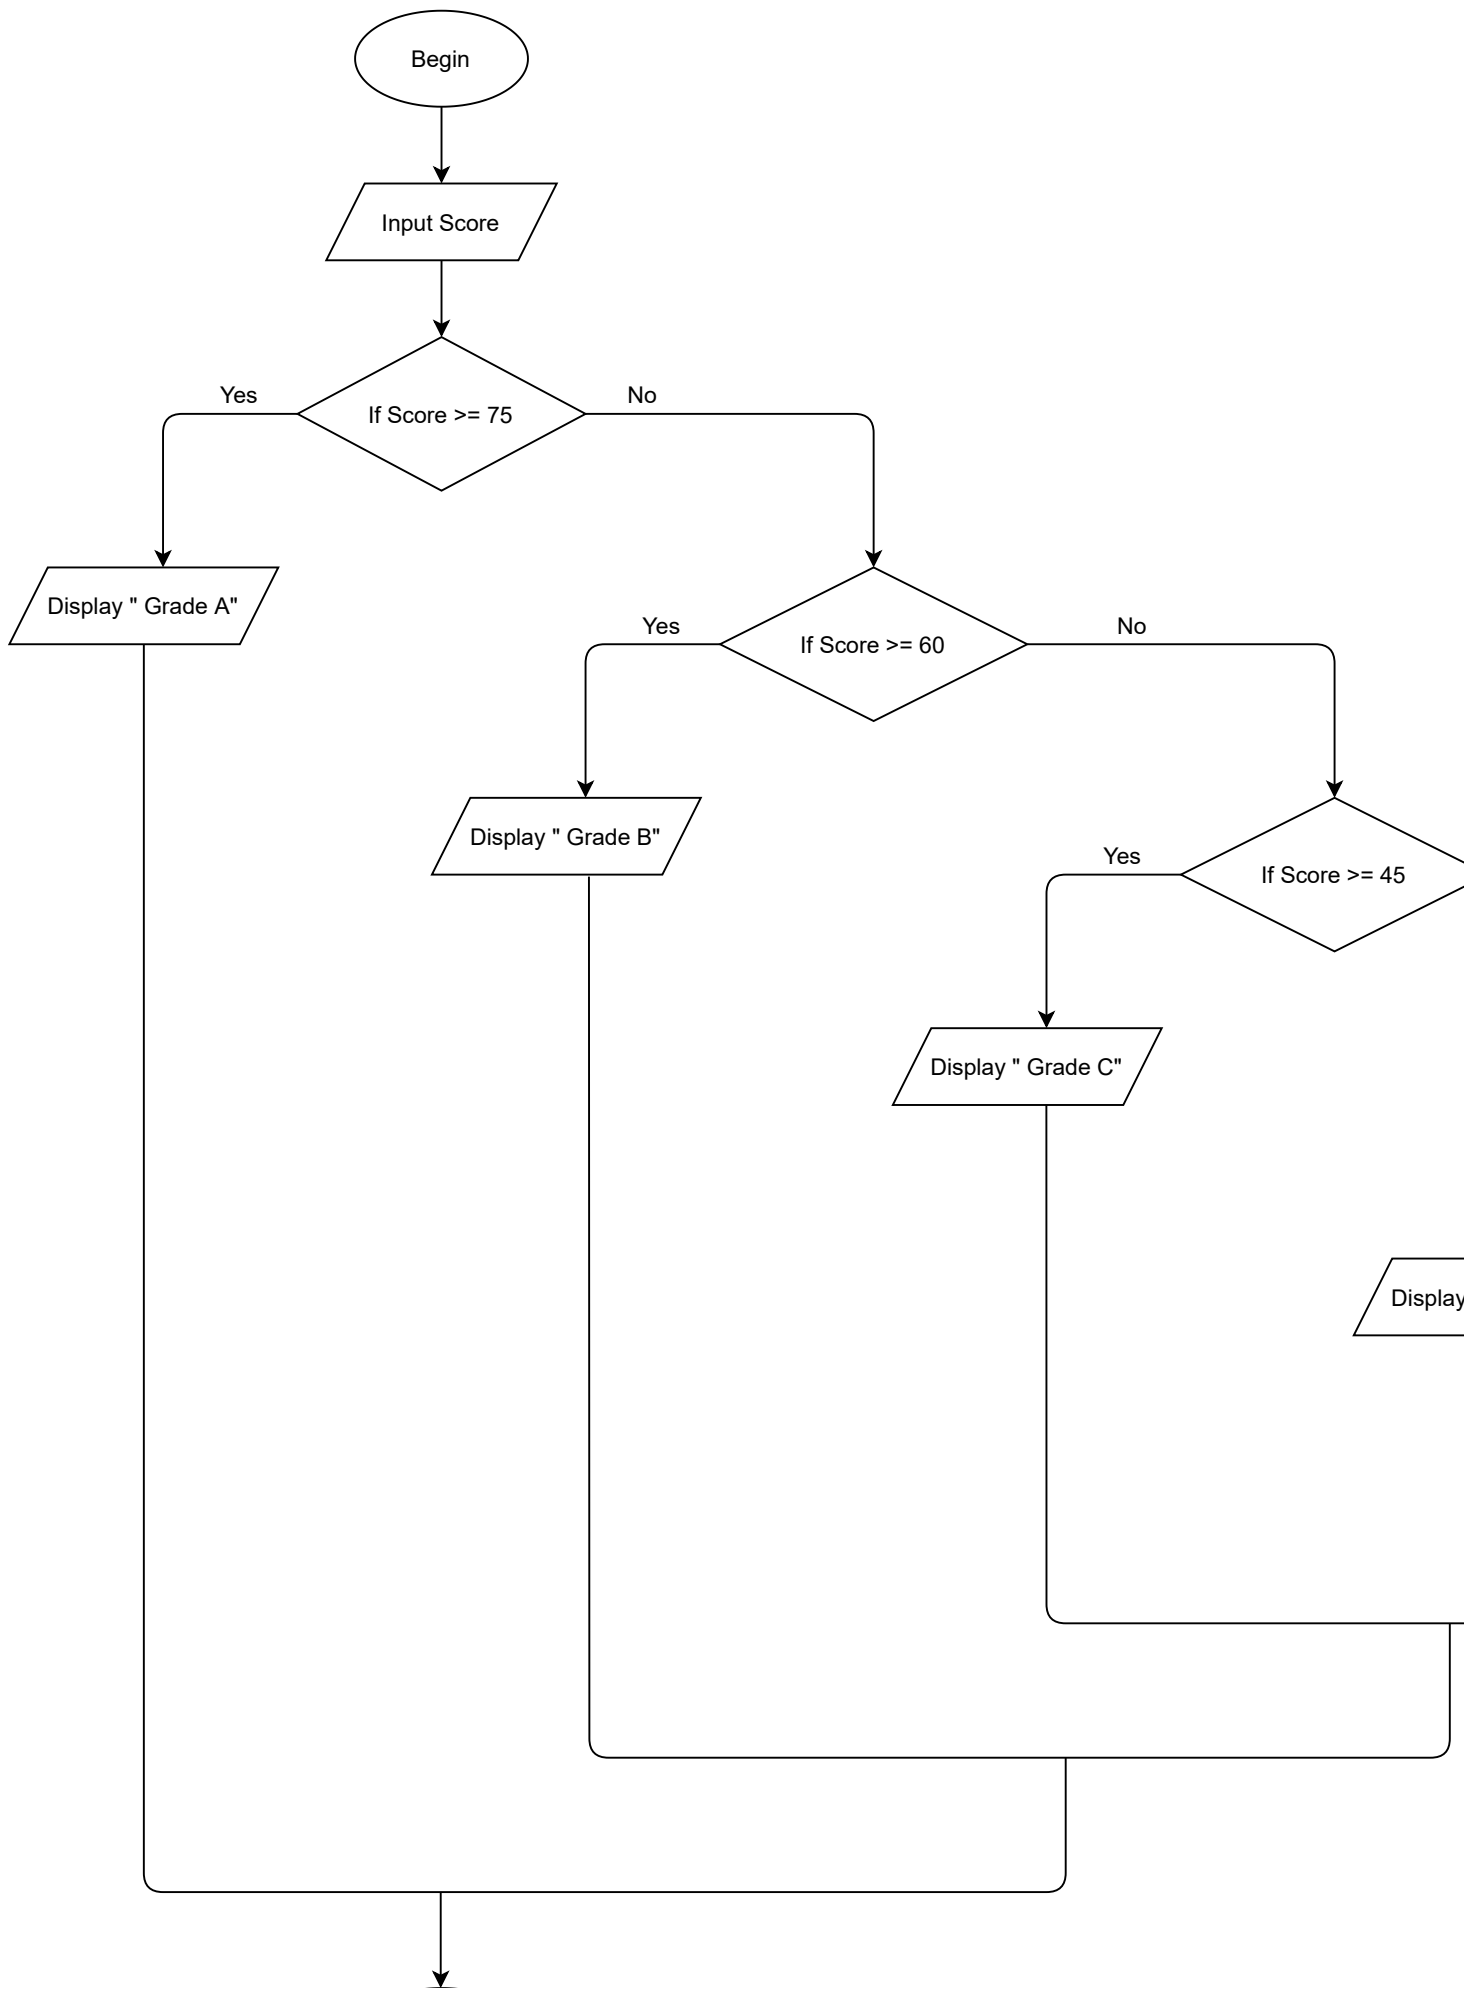 Begin
Input Score
Yes
If Score >= 75
No
Display " Grade A"
Yes
If Score >= 60
No
Display " Grade B"
Yes
If Score >= 45
Display " Grade C"
Display